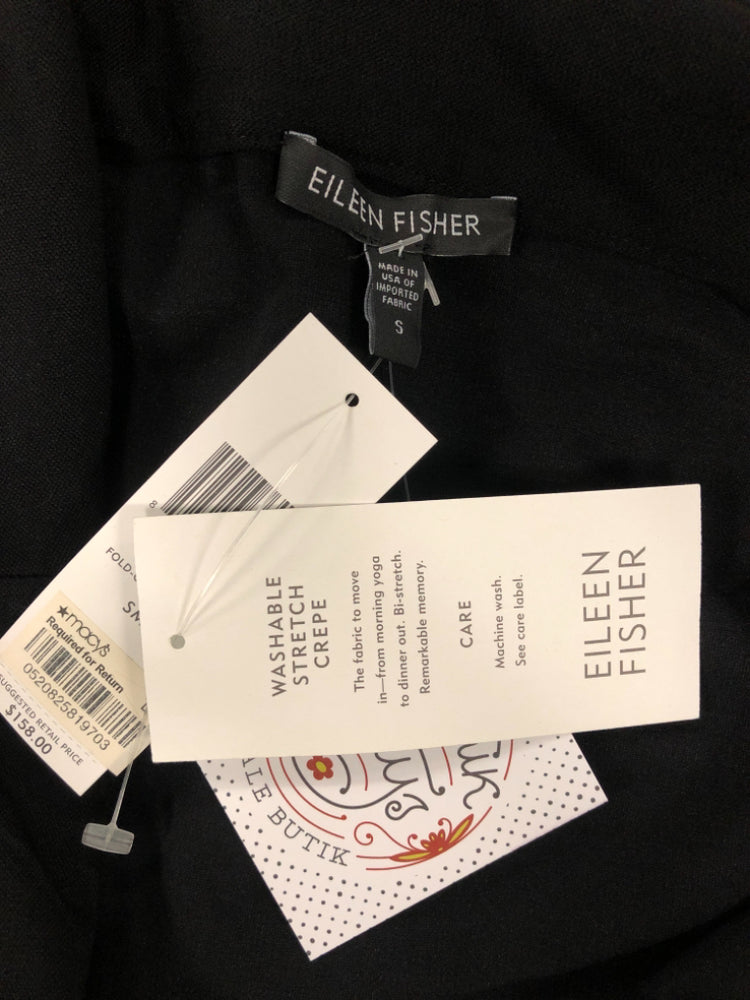 EILEEN FISHER
MADE IN
USA OF
IMPORTED
FABRIC
S
8
FOLD-
SM
★macy's
Required for Return
0520825819703
SUGGESTED RETAIL PRICE
$158.00
WASHABLE
STRETCH
CREPE
The fabric to move
in—from morning yoga
to dinner out. Bi-stretch.
Remarkable memory.
CARE
Machine wash.
See care label.
EILEEN
FISHER
BUTIK